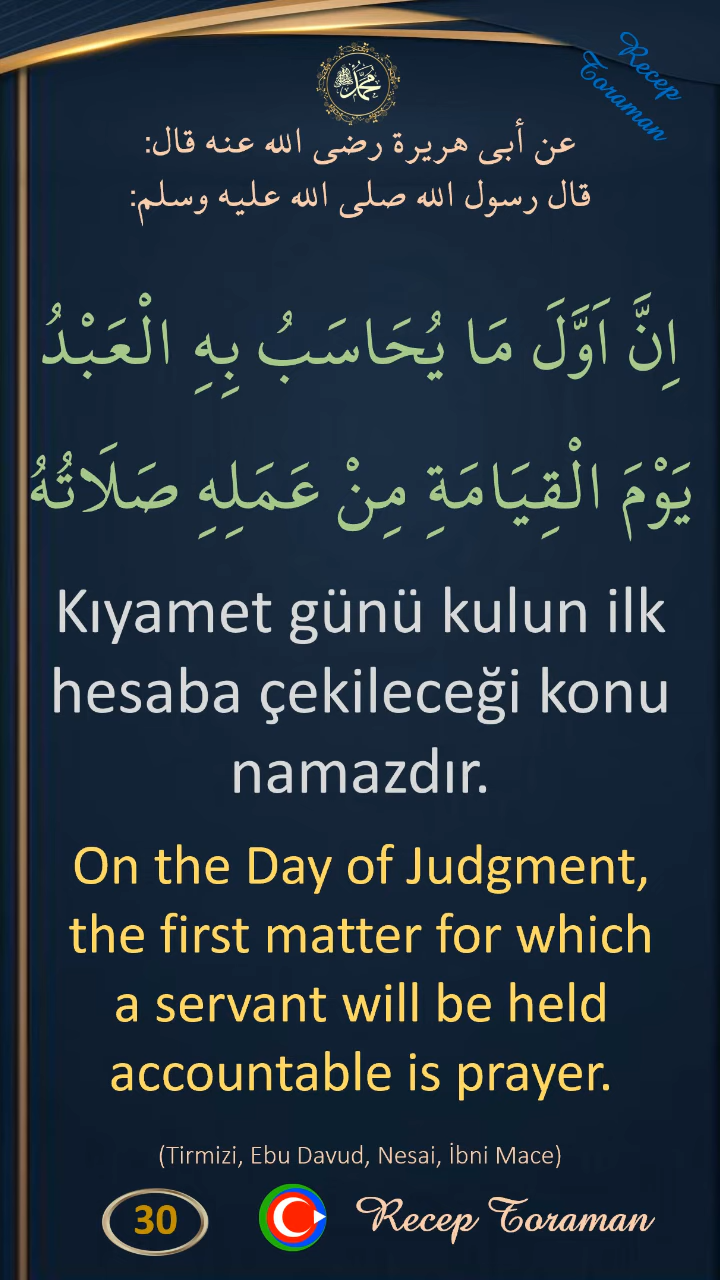 Recep
Toraman
محمد
عن أبى هريرة رضى الله عنه قال:
قال رسول الله صلى الله عليه وسلم:
اِنَّ اَوَّلَ مَا يُحَاسَبُ بِهِ الْعَبْدُ
يَوْمَ الْقِيَامَةِ مِنْ عَمَلِهِ صَلَاتُهُ
Kıyamet günü kulun ilk
hesaba çekileceği konu
namazdır.
On the Day of Judgment,
the first matter for which
a servant will be held
accountable is prayer.
(Tirmizi, Ebu Davud, Nesai, İbni Mace)
30
Recep Toraman